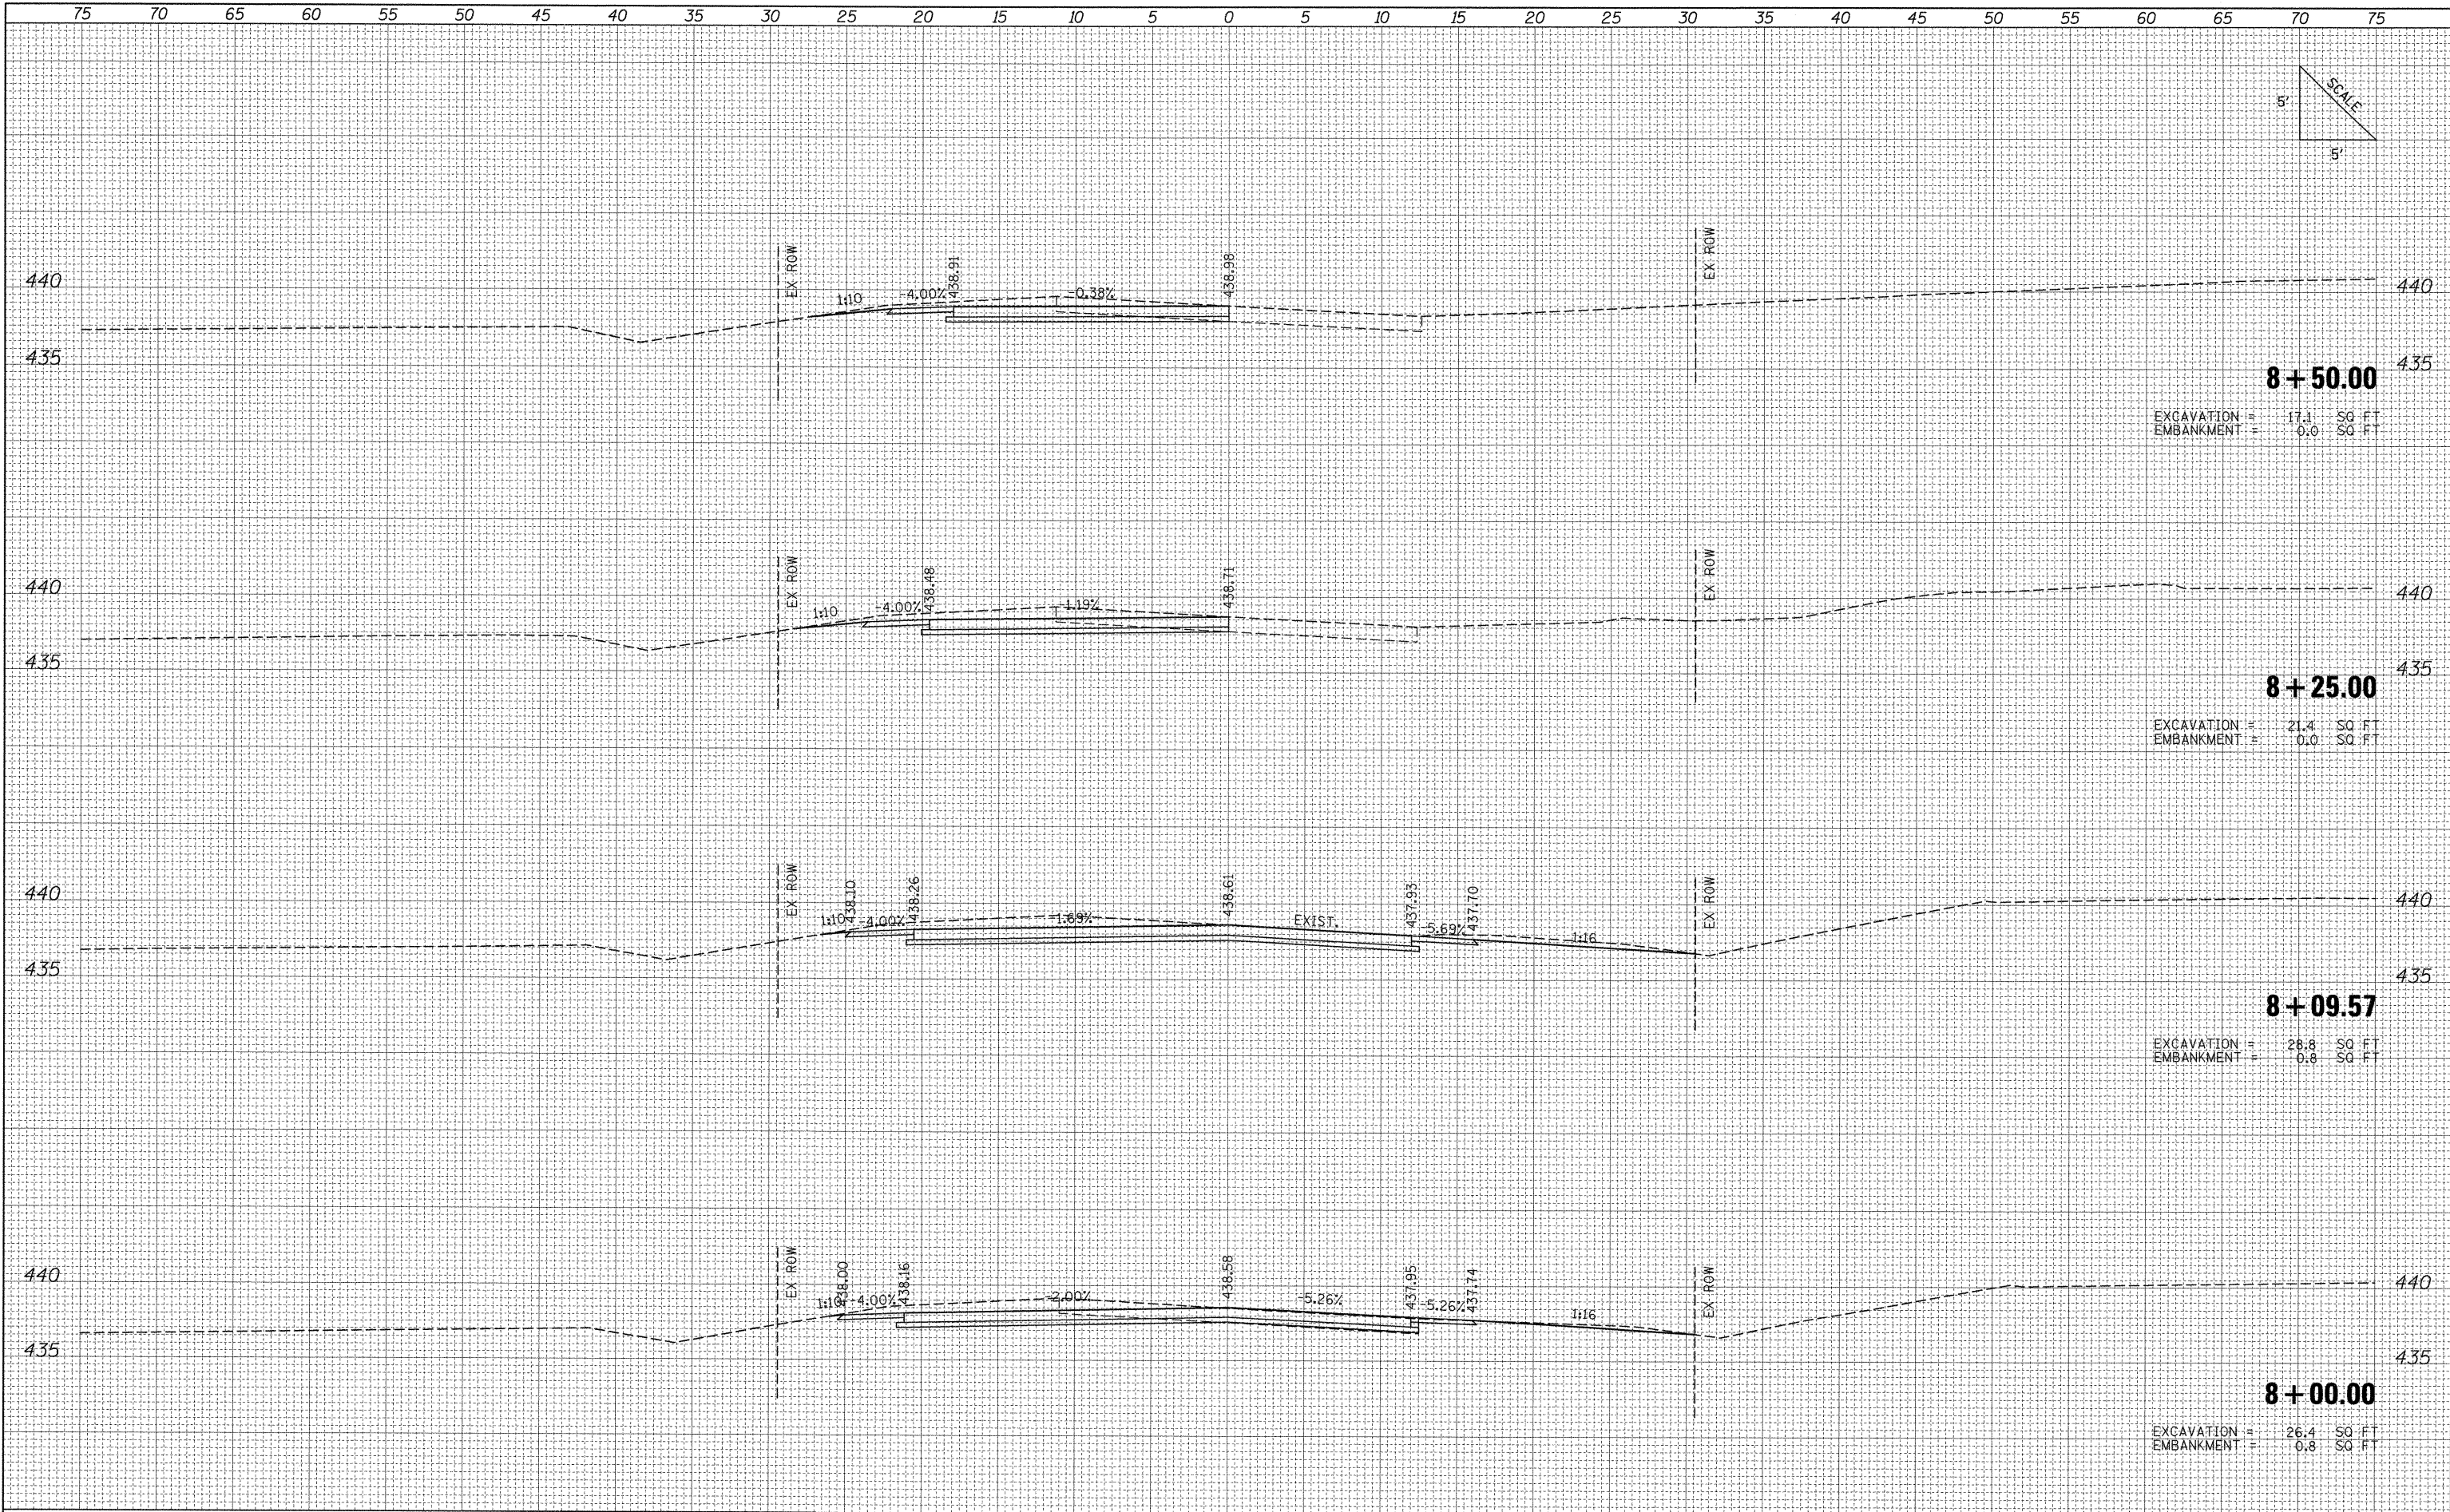 75 70 65 60 55 50 45 40 35 30 25 20 15 10 5 0 5 10 15 20 25 30 35 40 45 50 55 60 65 70 75
5' SCALE
5'
EX ROW 438.91 438.98 EX ROW
440 1:10 -4.00% -0.38% 440
435 435
8+50.00
EXCAVATION = 17.1 SQ FT
EMBANKMENT = 0.0 SQ FT
EX ROW 438.48 438.71 EX ROW
440 1:10 -4.00% -1.19% 440
435 435
8+25.00
EXCAVATION = 21.4 SQ FT
EMBANKMENT = 0.0 SQ FT
EX ROW 438.10 438.26 438.61 437.93 437.70 EX ROW
440 1:10 -4.00% -1.69% EXIST. -5.69% 1:16 440
435 435
8+09.57
EXCAVATION = 28.8 SQ FT
EMBANKMENT = 0.8 SQ FT
EX ROW 438.00 438.16 438.58 437.95 437.74 EX ROW
440 1:10 -4.00% -2.00% -5.26% -5.26% 1:16 440
435 435
8+00.00
EXCAVATION = 26.4 SQ FT
EMBANKMENT = 0.8 SQ FT